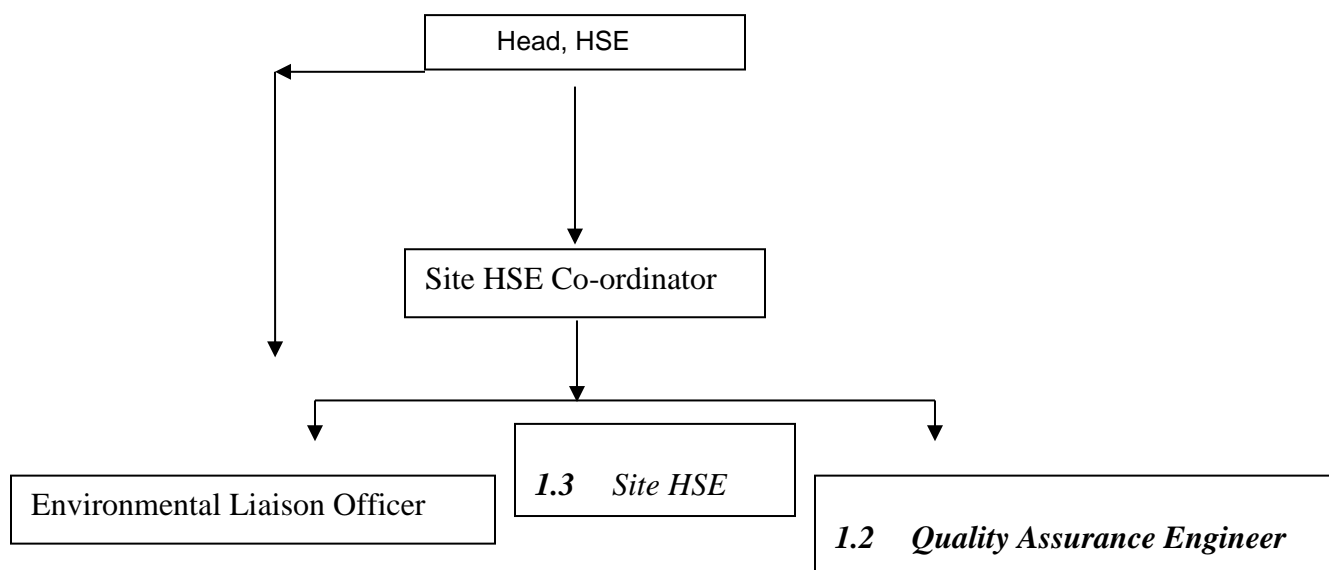 Head, HSE
Site HSE Co-ordinator
Environmental Liaison Officer
1.3 Site HSE
1.2 Quality Assurance Engineer